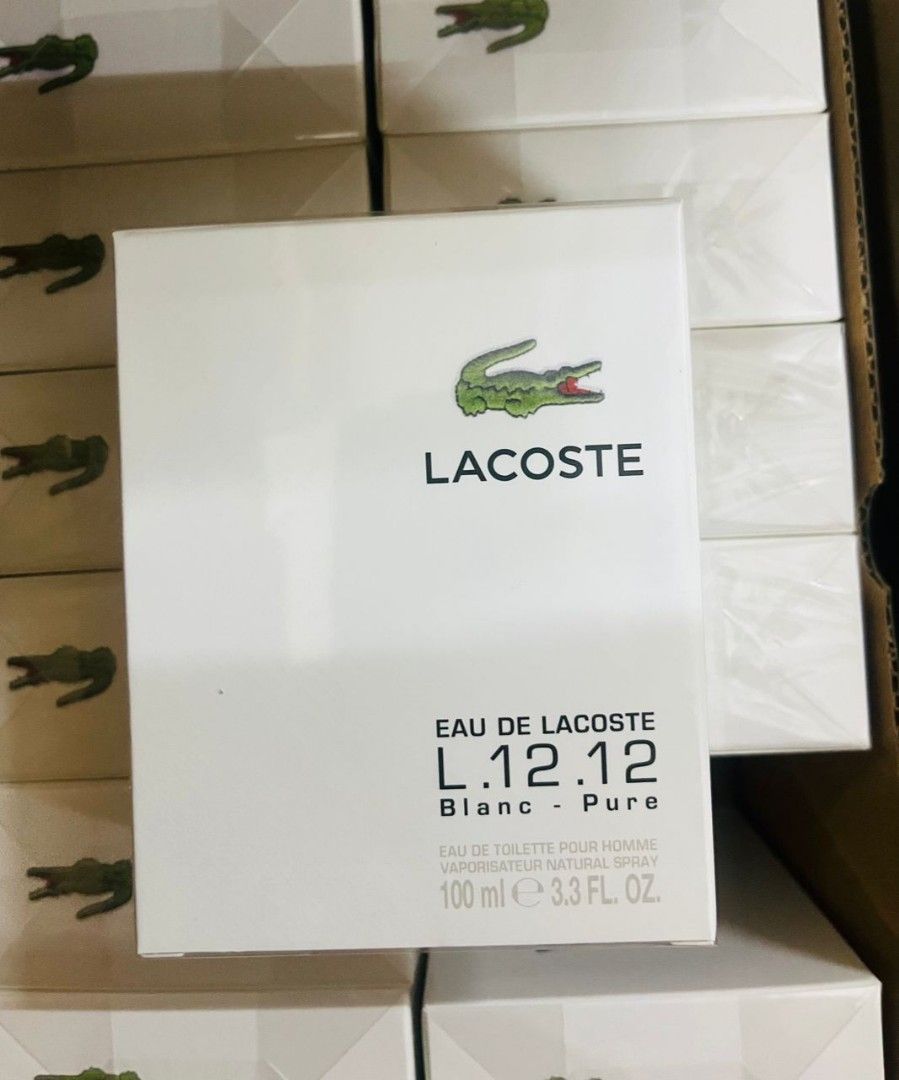 LACOSTE
EAU DE LACOSTE
L.12.12
Blanc - Pure
EAU DE TOILETTE POUR HOMME
VAPORISATEUR NATURAL SPRAY
100 ml ℮ 3.3 FL. OZ.